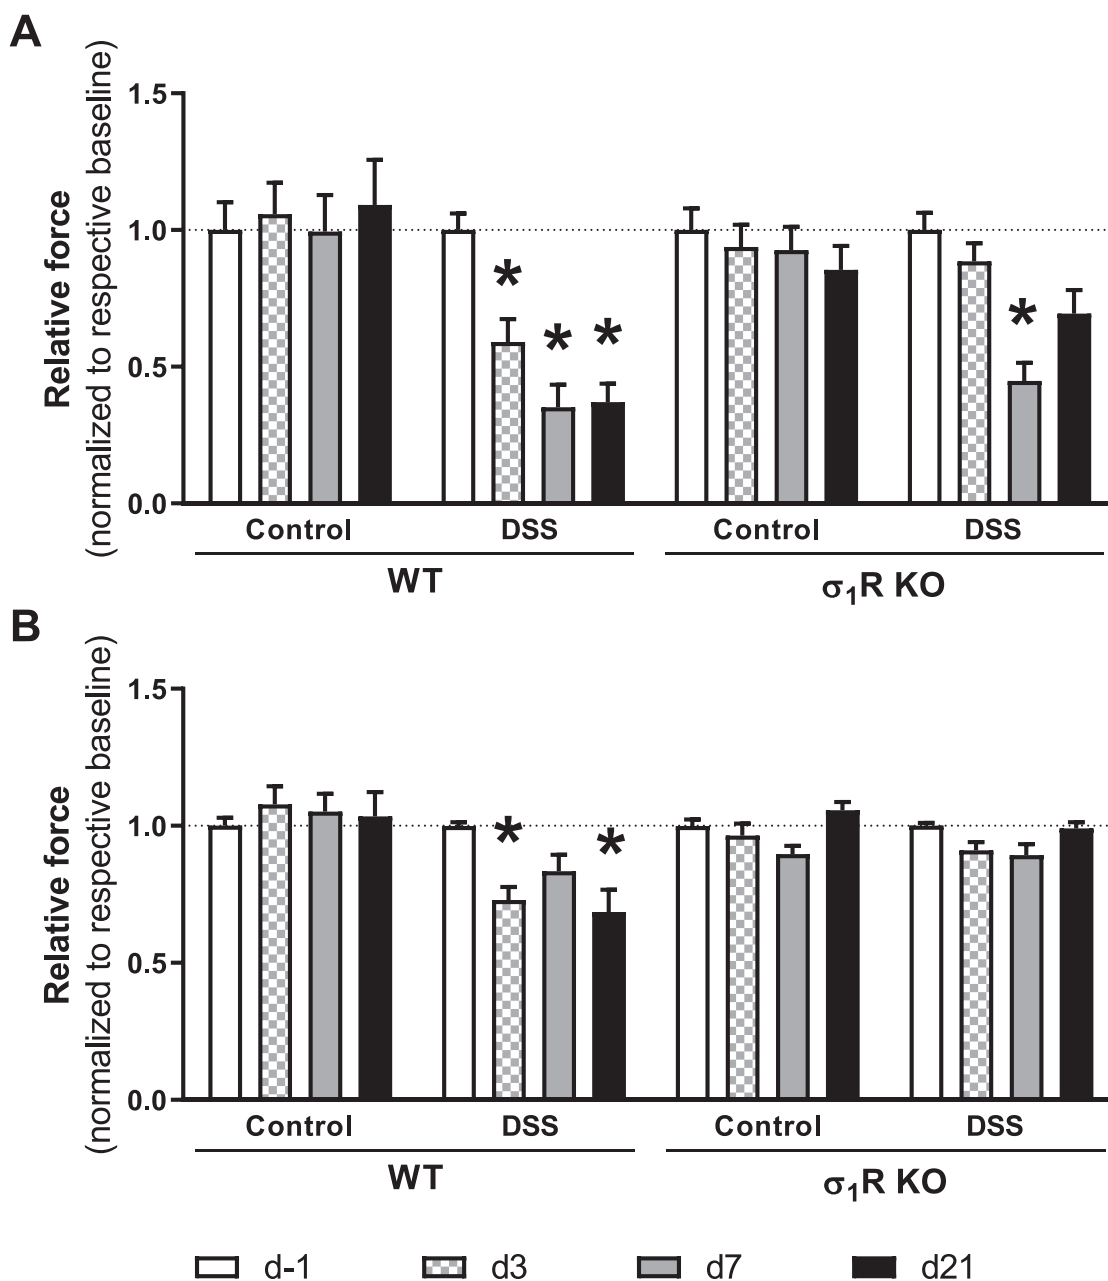 A
Relative force
(normalized to respective baseline)
1.5
1.0
0.5
0.0
* * * *
Control DSS Control DSS
WT σ₁R KO
B
Relative force
(normalized to respective baseline)
1.5
1.0
0.5
0.0
* *
Control DSS Control DSS
WT σ₁R KO
d-1 d3 d7 d21